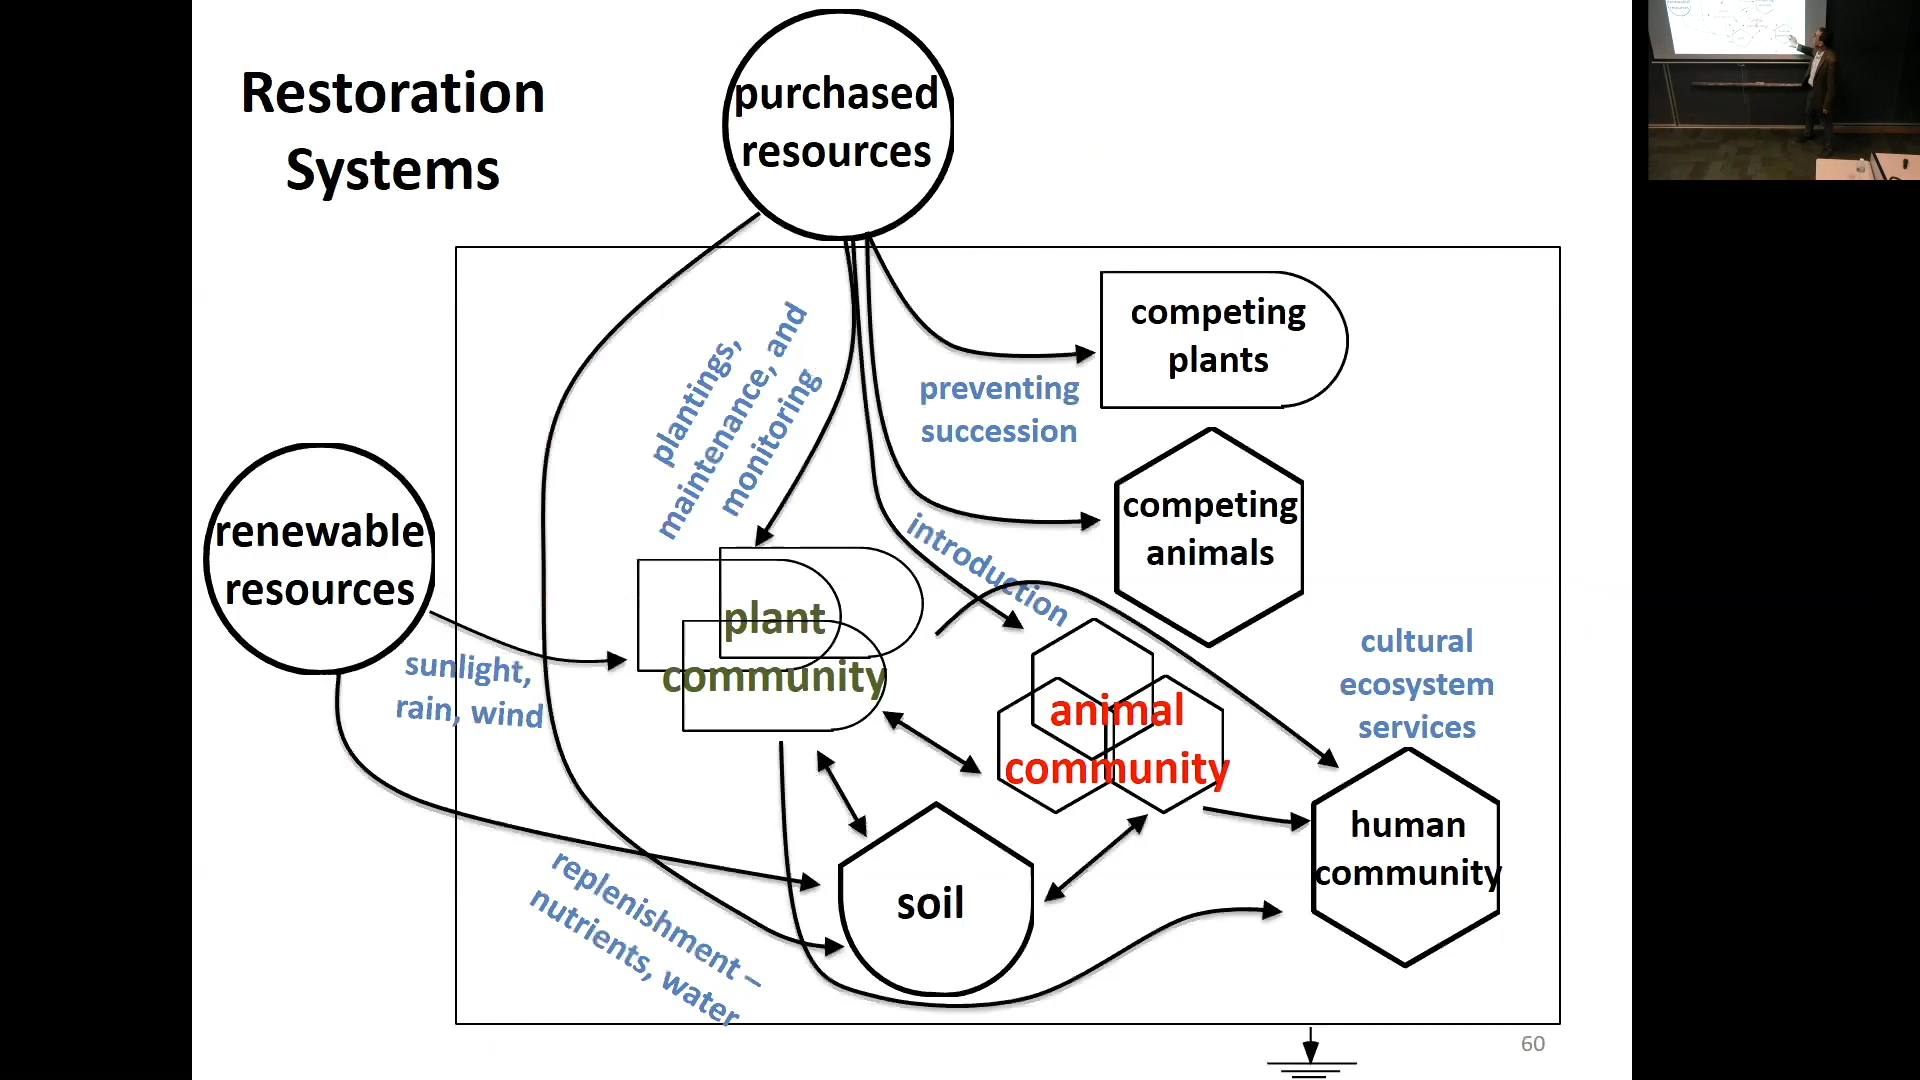 Restoration
Systems
purchased
resources
competing
plants
plantings,
maintenance, and
monitoring
preventing
succession
competing
animals
renewable
resources
introduction
plant
community
sunlight,
rain, wind
cultural
ecosystem
services
animal
community
human
community
soil
replenishment –
nutrients, water
60